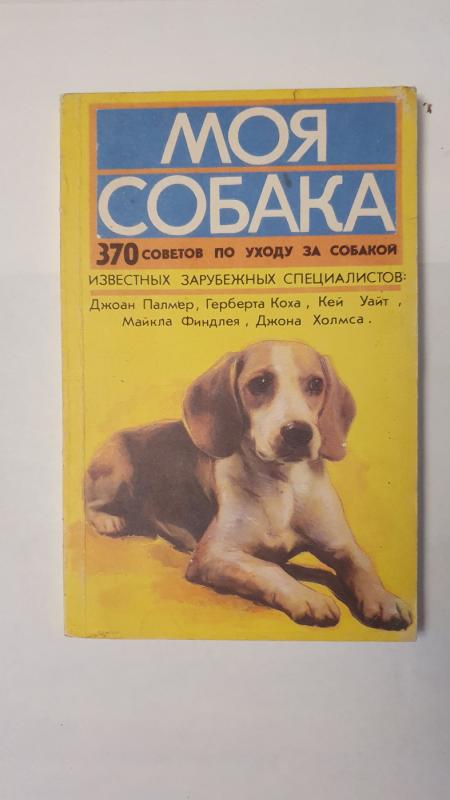 МОЯ
СОБАКА
370 СОВЕТОВ ПО УХОДУ ЗА СОБАКОЙ
ИЗВЕСТНЫХ ЗАРУБЕЖНЫХ СПЕЦИАЛИСТОВ:
Джоан Палмер, Герберта Коха, Кей Уайт,
Майкла Финдлея, Джона Холмса.